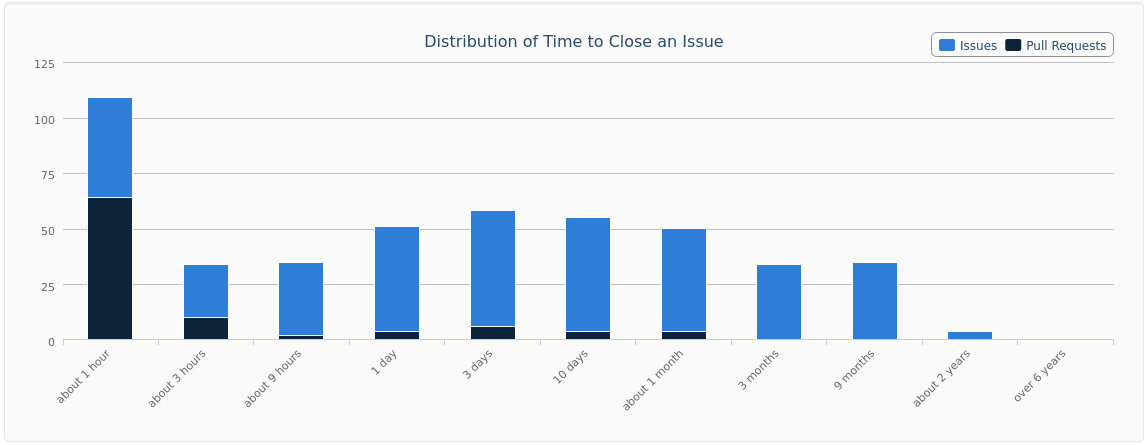 Distribution of Time to Close an Issue
Issues Pull Requests
125
100
75
50
25
0
about 1 hour
about 3 hours
about 9 hours
1 day
3 days
10 days
about 1 month
3 months
9 months
about 2 years
over 6 years